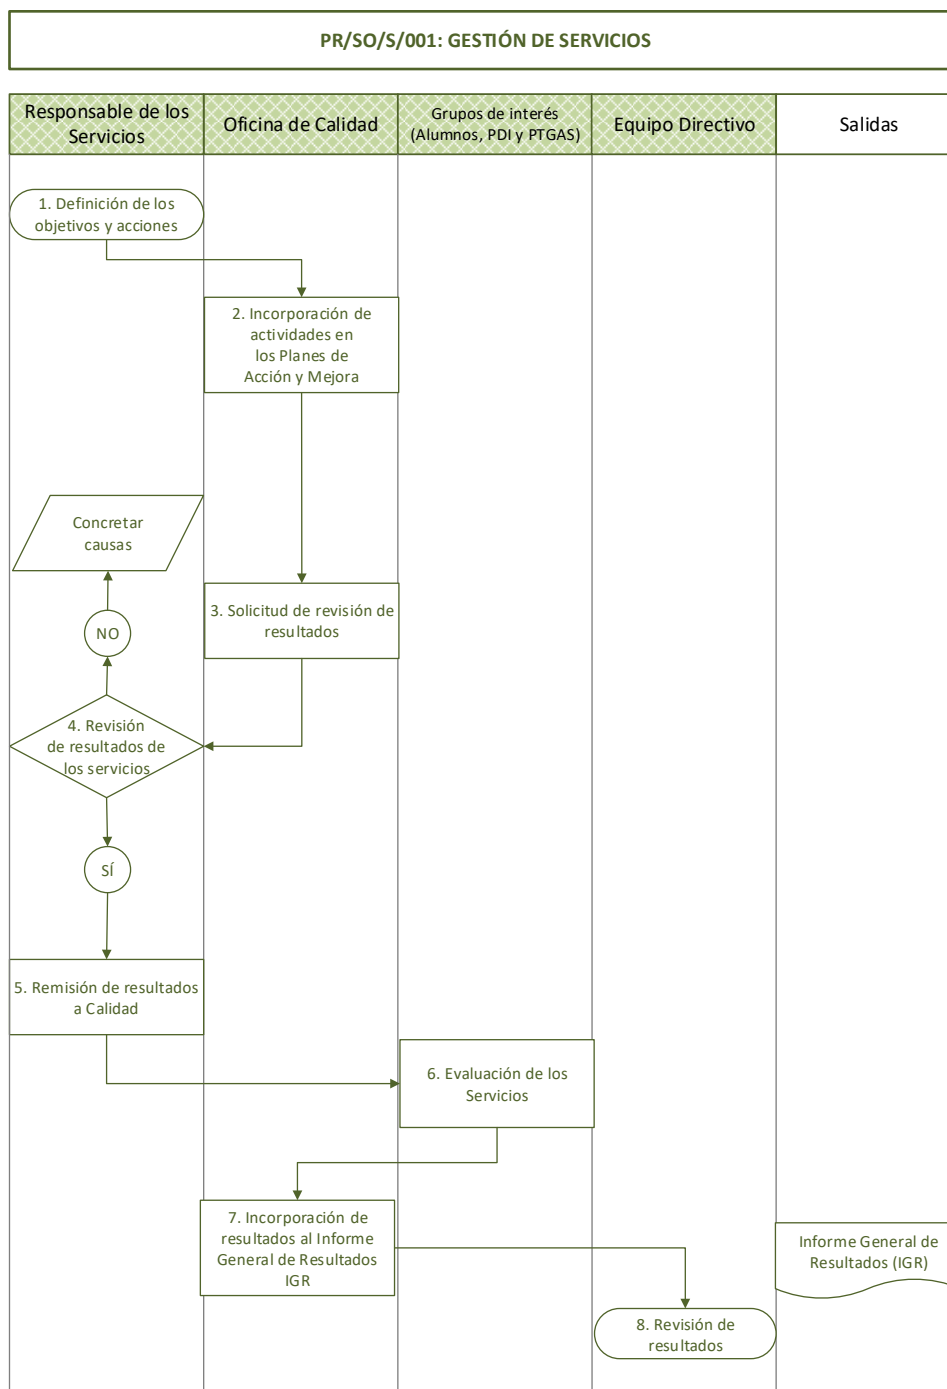 PR/SO/S/001: GESTIÓN DE SERVICIOS
Responsable de los
Servicios
Oficina de Calidad
Grupos de interés
(Alumnos, PDI y PTGAS)
Equipo Directivo
Salidas
1. Definición de los
objetivos y acciones
2. Incorporación de
actividades en
los Planes de
Acción y Mejora
Concretar
causas
3. Solicitud de revisión de
resultados
NO
4. Revisión
de resultados de
los servicios
SÍ
5. Remisión de resultados
a Calidad
6. Evaluación de los
Servicios
7. Incorporación de
resultados al Informe
General de Resultados
IGR
Informe General de
Resultados (IGR)
8. Revisión de
resultados